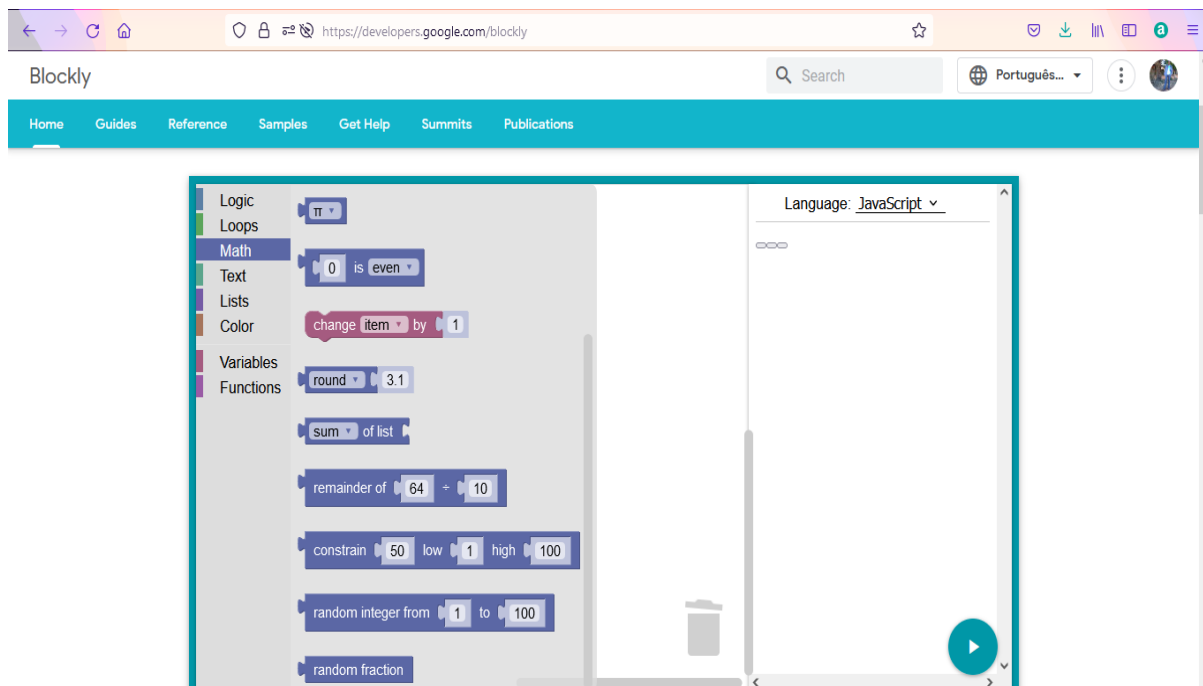 https://developers.google.com/blockly
a
Blockly
Search
Português...
Home Guides Reference Samples Get Help Summits Publications
Logic
Loops
Math
Text
Lists
Color
Variables
Functions
π
0 is even
change item by 1
round 3.1
sum of list
remainder of 64 ÷ 10
constrain 50 low 1 high 100
random integer from 1 to 100
random fraction
Language: JavaScript